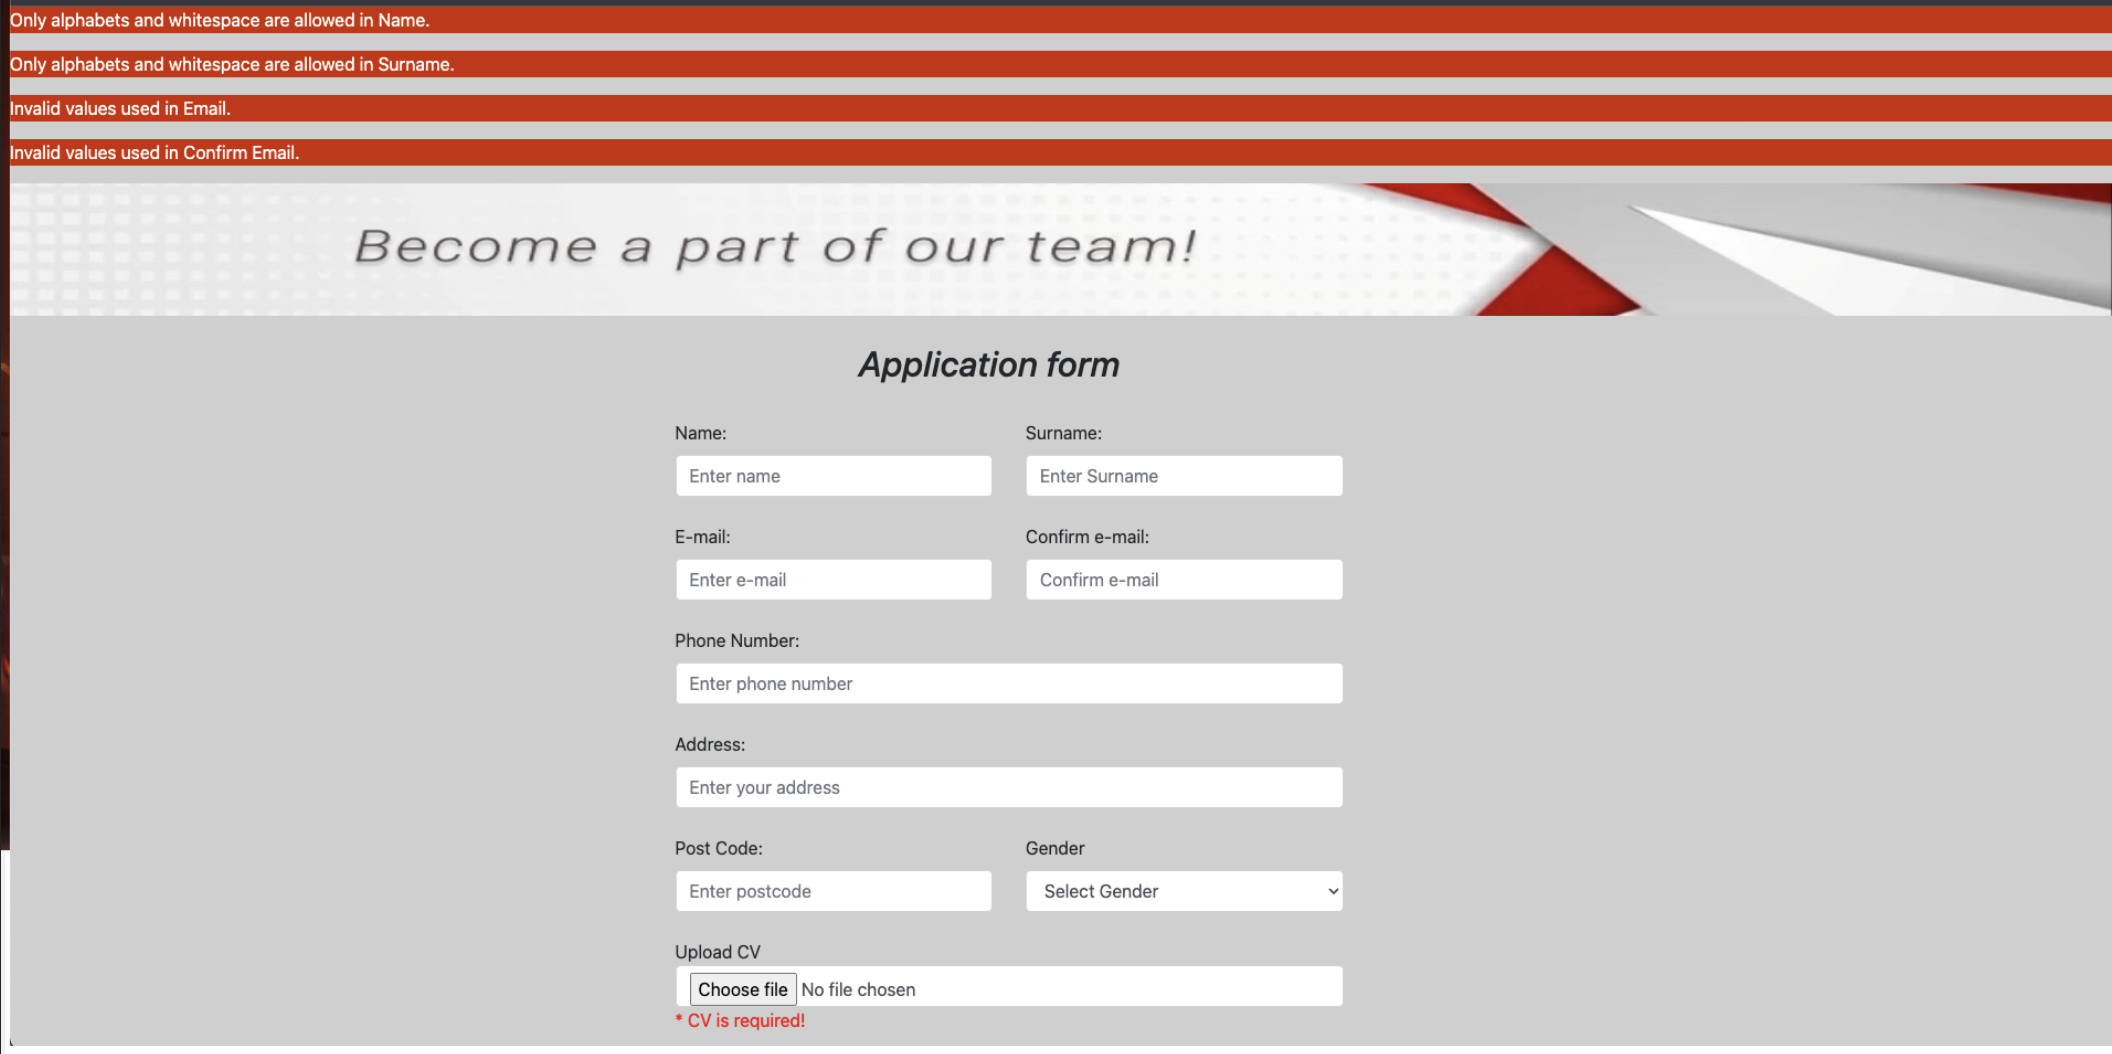 Only alphabets and whitespace are allowed in Name.
Only alphabets and whitespace are allowed in Surname.
Invalid values used in Email.
Invalid values used in Confirm Email.
Become a part of our team!
Application form
Name: Surname:
Enter name Enter Surname
E-mail: Confirm e-mail:
Enter e-mail Confirm e-mail
Phone Number:
Enter phone number
Address:
Enter your address
Post Code: Gender
Enter postcode Select Gender
Upload CV
Choose file No file chosen
* CV is required!